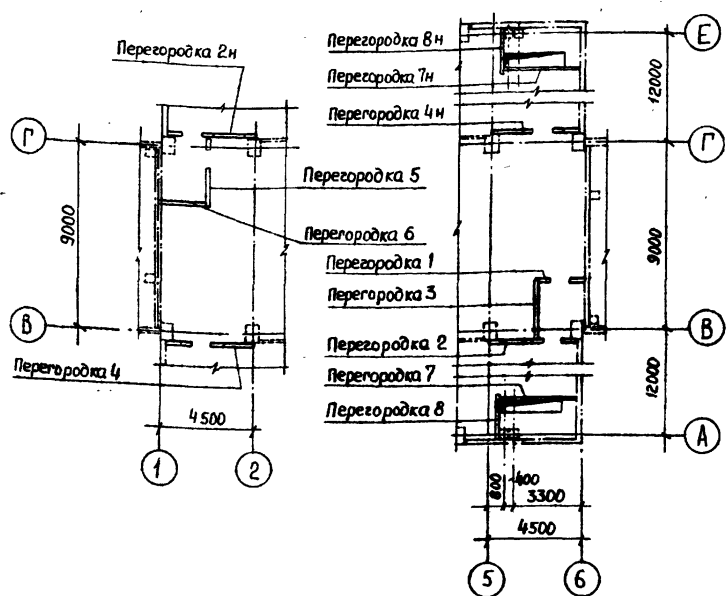 Перегородка 2н
Г
Перегородка 5
9000
Перегородка 6
В
Перегородка 4
4500
1
2
Перегородка 8н
Е
Перегородка 7н
12000
Перегородка 4н
Г
Перегородка 1
9000
Перегородка 3
В
Перегородка 2
Перегородка 7
12000
Перегородка 8
А
800
400
3300
4500
5
6